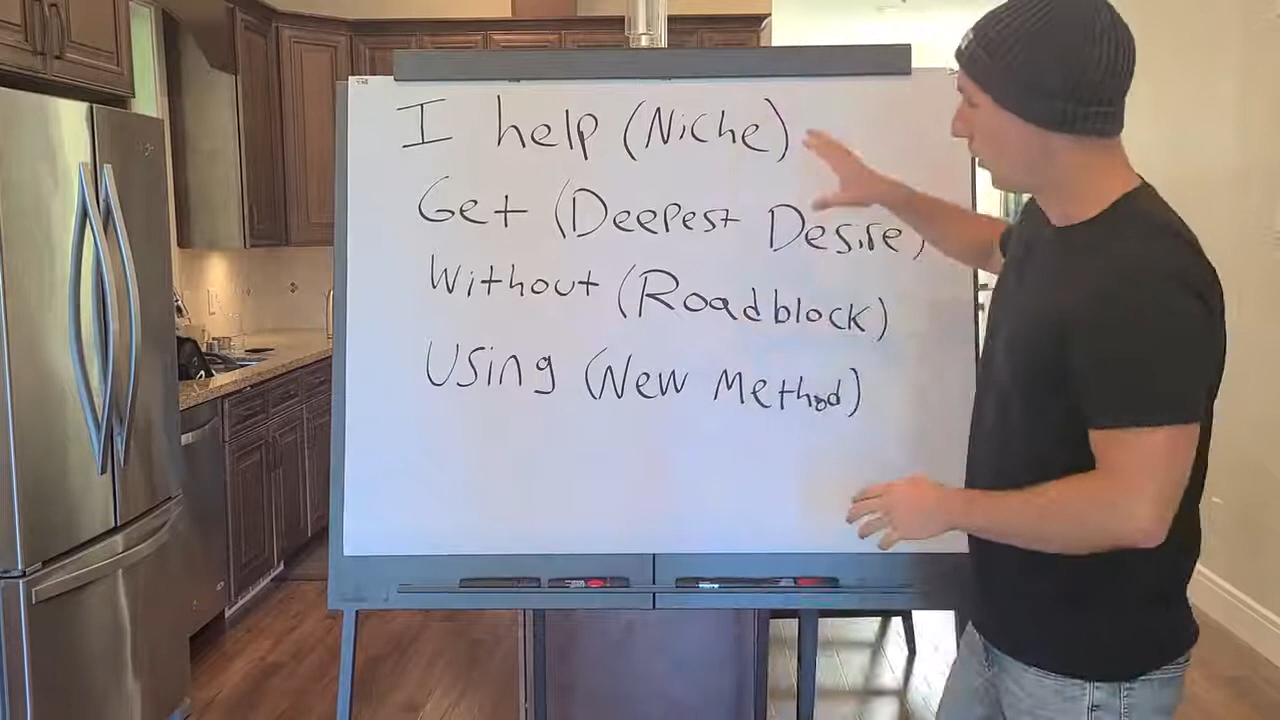 I help (Niche)
Get (Deepest Desire)
Without (Roadblock)
Using (New Method)